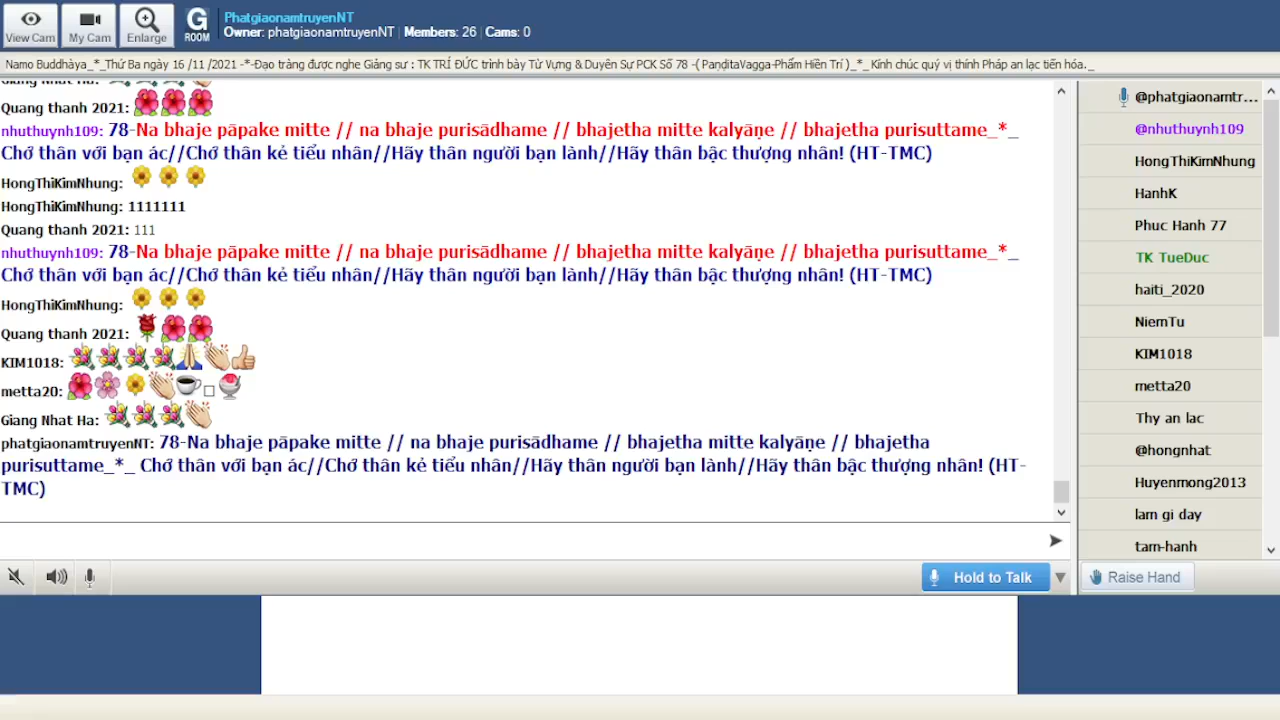 View Cam
My Cam
Enlarge
G
ROOM
PhatgiaonamtruyenNT
Owner: phatgiaonamtruyenNT | Members: 26 | Cams: 0
Namo Buddhàya_*_Thứ Ba ngày 16 /11 /2021 -*-Đạo tràng được nghe Giảng sư : TK TRÍ ĐỨC trình bày Từ Vựng & Duyên Sự PCK Số 78 -( PaṇḍitaVagga-Phẩm Hiền Trí )_*_ Kính chúc quý vị thính Pháp an lạc tiến hóa._
Giang Nhat Ha:
Quang thanh 2021:
nhuthuynh109: 78-Na bhaje pāpake mitte // na bhaje purisādhame // bhajetha mitte kalyāṇe // bhajetha purisuttame_*_
Chớ thân với bạn ác//Chớ thân kẻ tiểu nhân//Hãy thân người bạn lành//Hãy thân bậc thượng nhân! (HT-TMC)
HongThiKimNhung:
HongThiKimNhung: 1111111
Quang thanh 2021: 111
nhuthuynh109: 78-Na bhaje pāpake mitte // na bhaje purisādhame // bhajetha mitte kalyāṇe // bhajetha purisuttame_*_
Chớ thân với bạn ác//Chớ thân kẻ tiểu nhân//Hãy thân người bạn lành//Hãy thân bậc thượng nhân! (HT-TMC)
HongThiKimNhung:
Quang thanh 2021:
KIM1018:
metta20:
Giang Nhat Ha:
phatgiaonamtruyenNT: 78-Na bhaje pāpake mitte // na bhaje purisādhame // bhajetha mitte kalyāṇe // bhajetha
purisuttame_*_ Chớ thân với bạn ác//Chớ thân kẻ tiểu nhân//Hãy thân người bạn lành//Hãy thân bậc thượng nhân! (HT-
TMC)
Hold to Talk
@phatgiaonamtr...
@nhuthuynh109
HongThiKimNhung
HanhK
Phuc Hanh 77
TK TueDuc
haiti_2020
NiemTu
KIM1018
metta20
Thy an lac
@hongnhat
Huyenmong2013
lam gi day
tam-hanh
Raise Hand